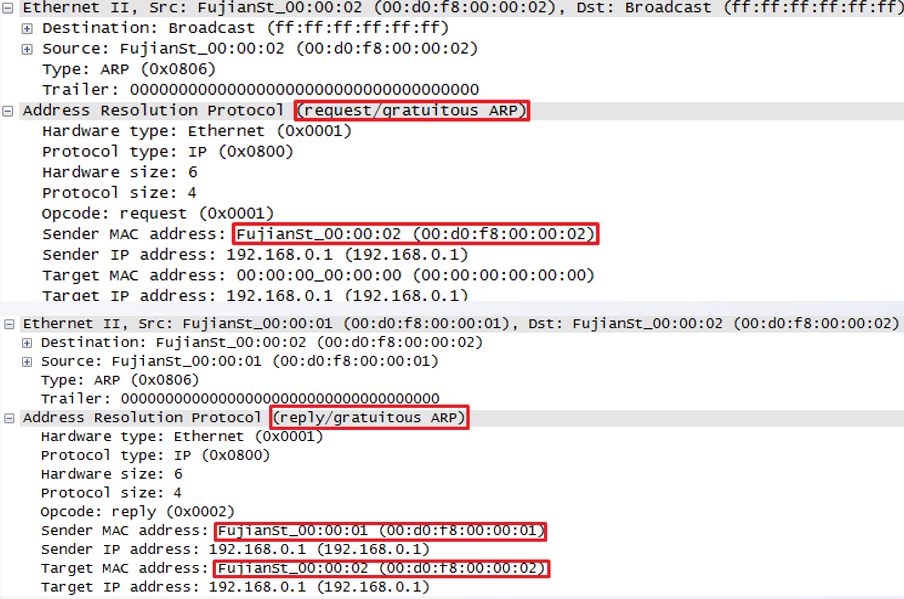 Ethernet II, Src: FujianSt_00:00:02 (00:d0:f8:00:00:02), Dst: Broadcast (ff:ff:ff:ff:ff:ff)
Destination: Broadcast (ff:ff:ff:ff:ff:ff)
Source: FujianSt_00:00:02 (00:d0:f8:00:00:02)
Type: ARP (0x0806)
Trailer: 000000000000000000000000000000000000
Address Resolution Protocol (request/gratuitous ARP)
Hardware type: Ethernet (0x0001)
Protocol type: IP (0x0800)
Hardware size: 6
Protocol size: 4
Opcode: request (0x0001)
Sender MAC address: FujianSt_00:00:02 (00:d0:f8:00:00:02)
Sender IP address: 192.168.0.1 (192.168.0.1)
Target MAC address: 00:00:00_00:00:00 (00:00:00:00:00:00)
Target IP address: 192.168.0.1 (192.168.0.1)
Ethernet II, Src: FujianSt_00:00:01 (00:d0:f8:00:00:01), Dst: FujianSt_00:00:02 (00:d0:f8:00:00:02)
Destination: FujianSt_00:00:02 (00:d0:f8:00:00:02)
Source: FujianSt_00:00:01 (00:d0:f8:00:00:01)
Type: ARP (0x0806)
Trailer: 000000000000000000000000000000000000
Address Resolution Protocol (reply/gratuitous ARP)
Hardware type: Ethernet (0x0001)
Protocol type: IP (0x0800)
Hardware size: 6
Protocol size: 4
Opcode: reply (0x0002)
Sender MAC address: FujianSt_00:00:01 (00:d0:f8:00:00:01)
Sender IP address: 192.168.0.1 (192.168.0.1)
Target MAC address: FujianSt_00:00:02 (00:d0:f8:00:00:02)
Target IP address: 192.168.0.1 (192.168.0.1)